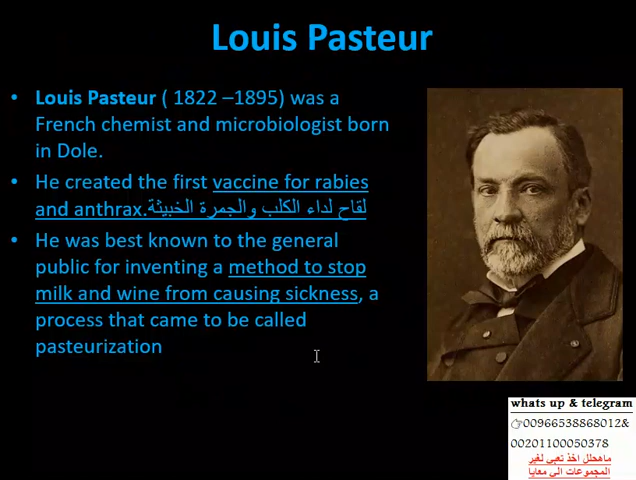 Louis Pasteur
• Louis Pasteur ( 1822 –1895) was a
French chemist and microbiologist born
in Dole.
• He created the first vaccine for rabies
and anthrax.لقاح لداء الكلب والجمرة الخبيثة
• He was best known to the general
public for inventing a method to stop
milk and wine from causing sickness, a
process that came to be called
pasteurization
whats up & telegram
👉00966538868012&
00201100050378
ماهحلل اخذ تعبي لغير
المجموعات الي معايا